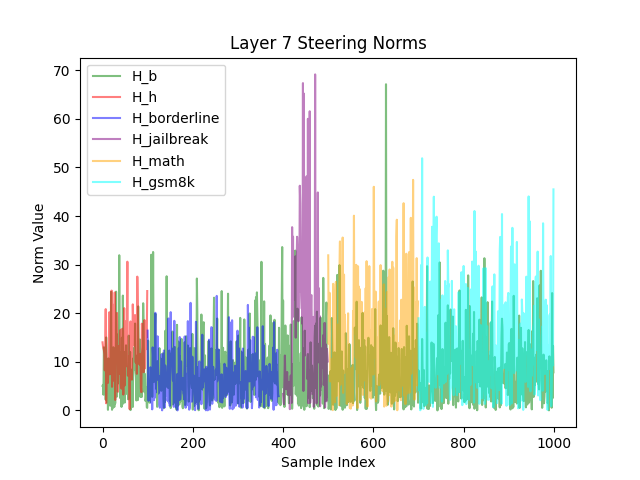 Layer 7 Steering Norms
H_b
H_h
H_borderline
H_jailbreak
H_math
H_gsm8k
Norm Value
70
60
50
40
30
20
10
0
0 200 400 600 800 1000
Sample Index